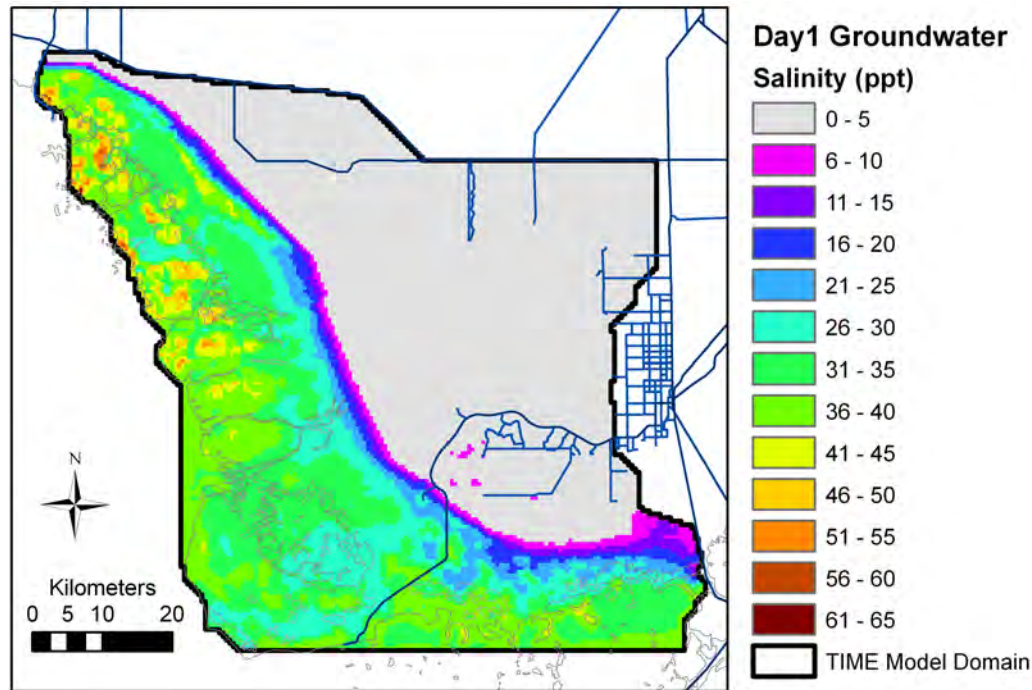 Day1 Groundwater
Salinity (ppt)
0 - 5
6 - 10
11 - 15
16 - 20
21 - 25
26 - 30
31 - 35
36 - 40
41 - 45
46 - 50
51 - 55
56 - 60
61 - 65
TIME Model Domain
N
Kilometers
0 5 10 20